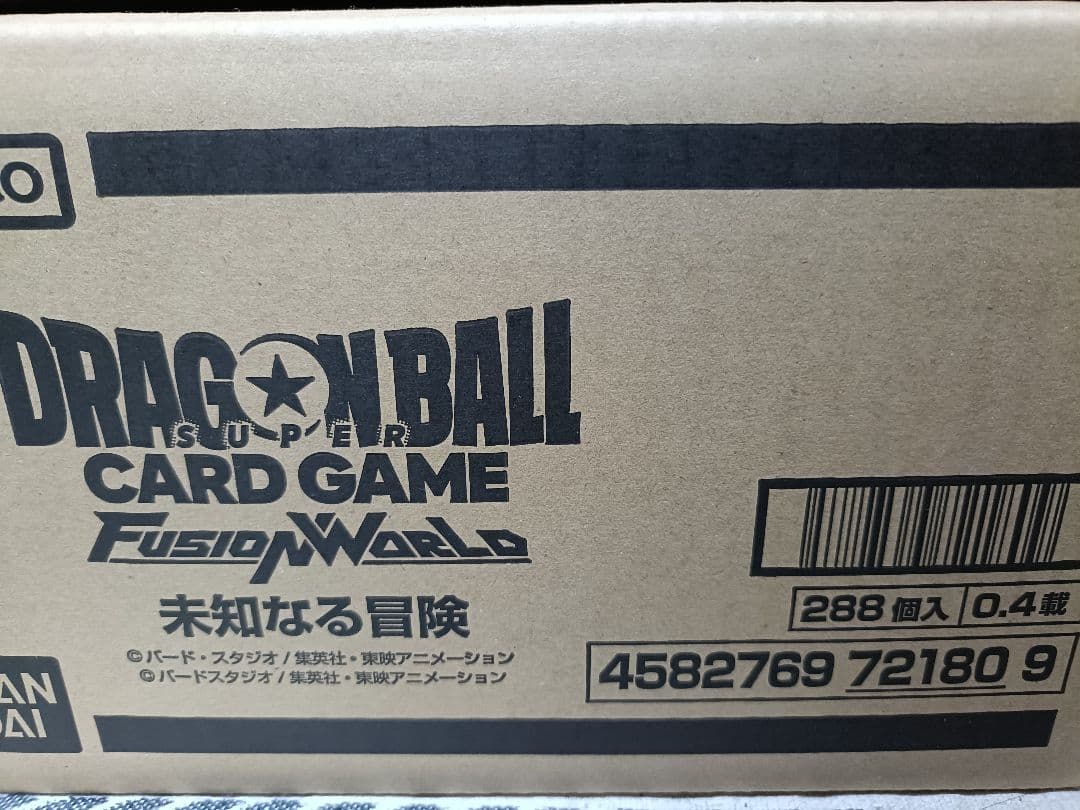 DRAGON BALL
SUPER
CARD GAME
FUSION WORLD
未知なる冒険
©バード・スタジオ / 集英社・東映アニメーション
©バードスタジオ / 集英社・東映アニメーション
288個入 0.4載
4582769 72180 9